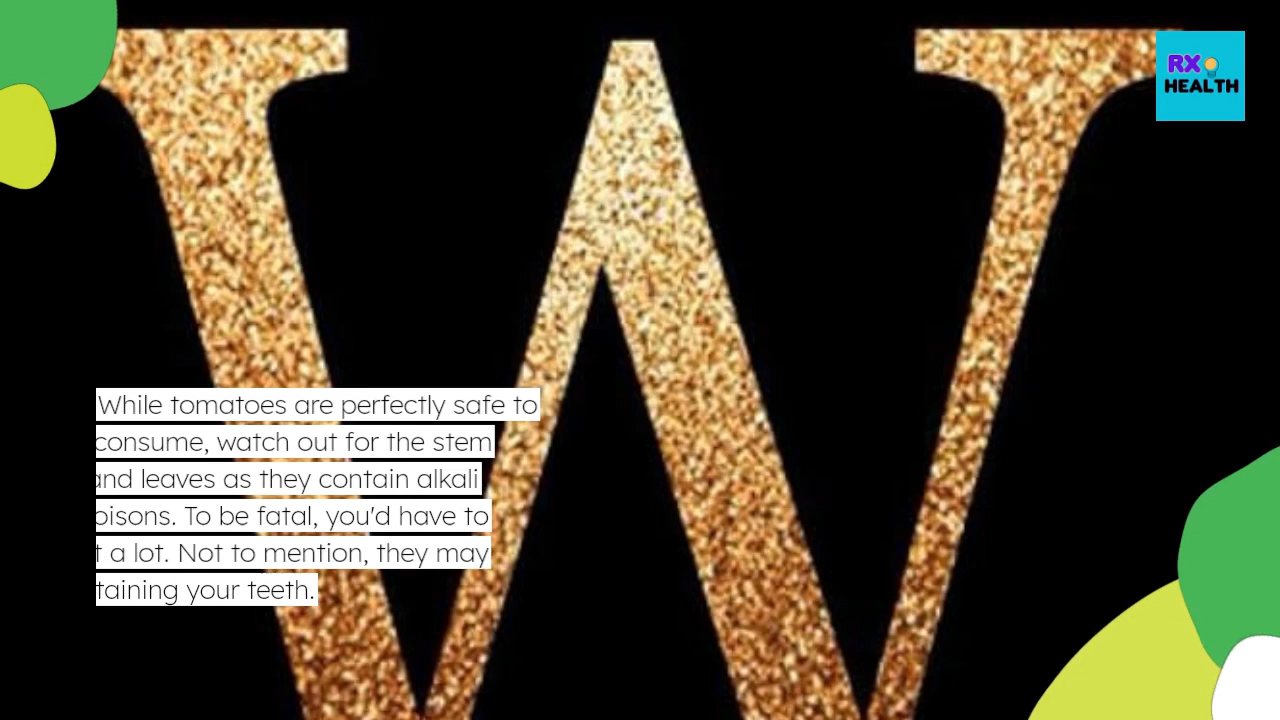 W
RX
HEALTH
While tomatoes are perfectly safe to
consume, watch out for the stem
and leaves as they contain alkali
oisons. To be fatal, you'd have to
t a lot. Not to mention, they may
taining your teeth.